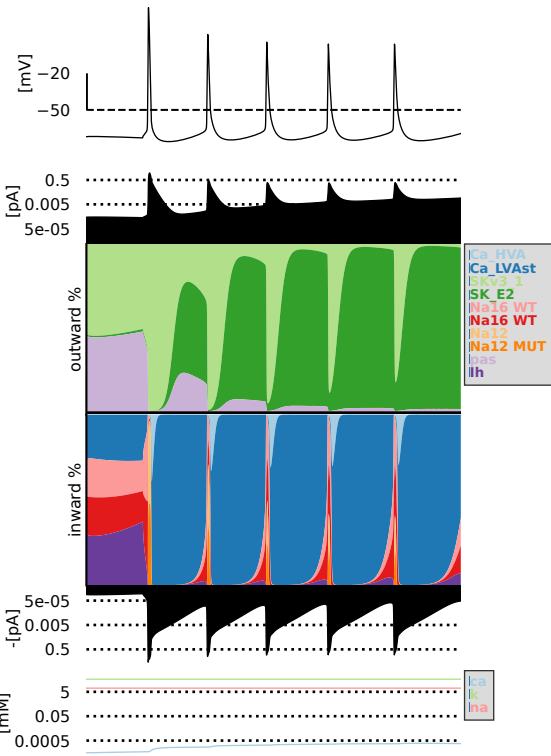 [mV]
−20
−50
[pA]
0.5
0.005
5e-05
outward %
Ca_HVA
Ca_LVAst
SKv3_1
SK_E2
Na16 WT
Na16 WT
Na12
Na12 MUT
pas
Ih
inward %
-[pA]
5e-05
0.005
0.5
[mM]
ca
k
na
5
0.05
0.0005